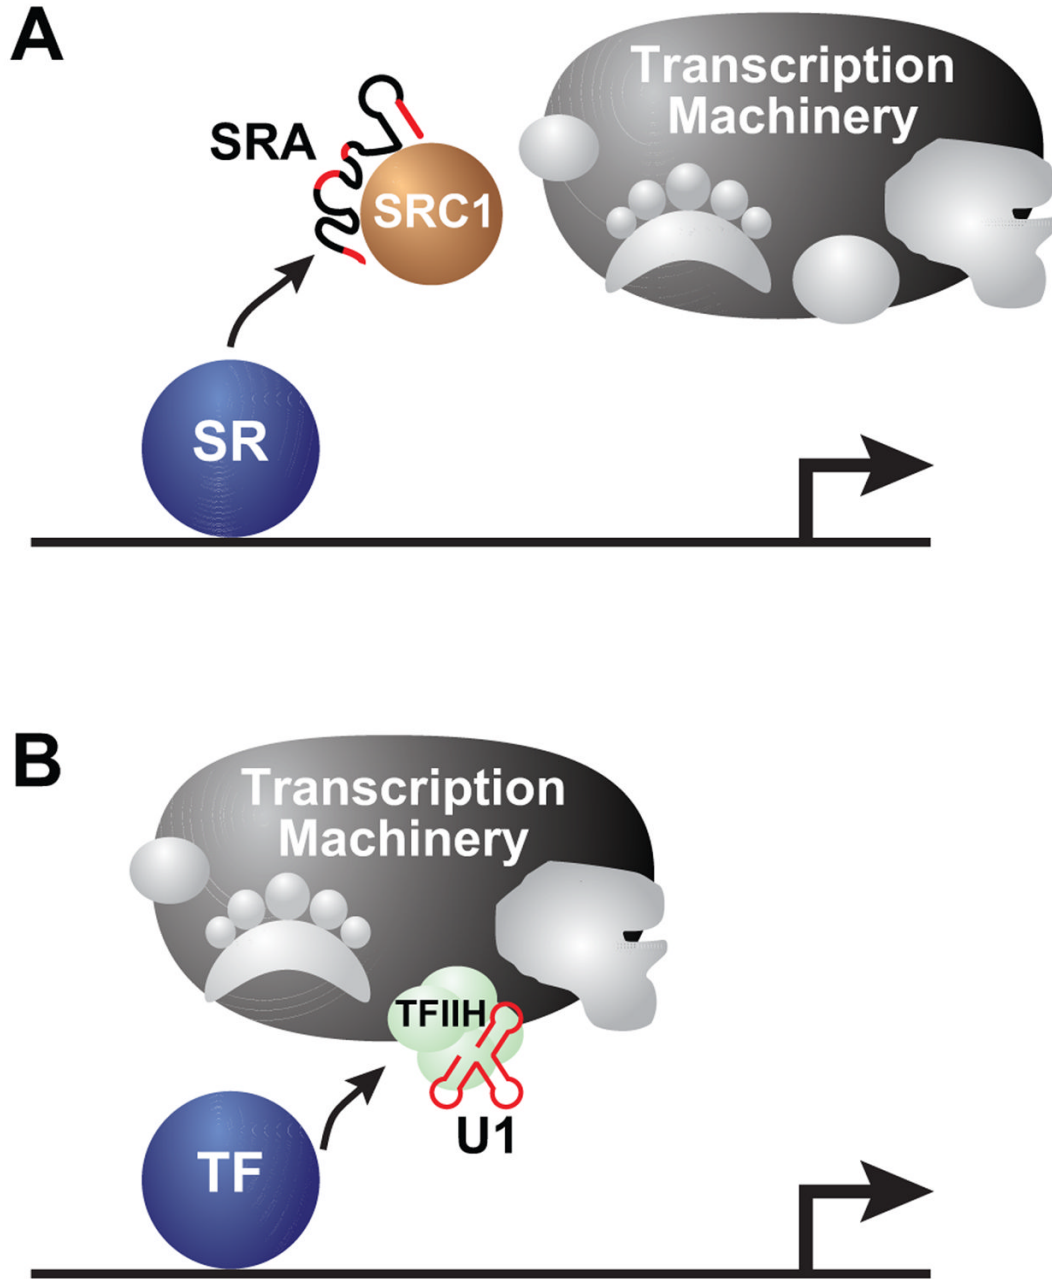 A
Transcription
Machinery
SRA
SRC1
SR
B
Transcription
Machinery
TFIIH
U1
TF